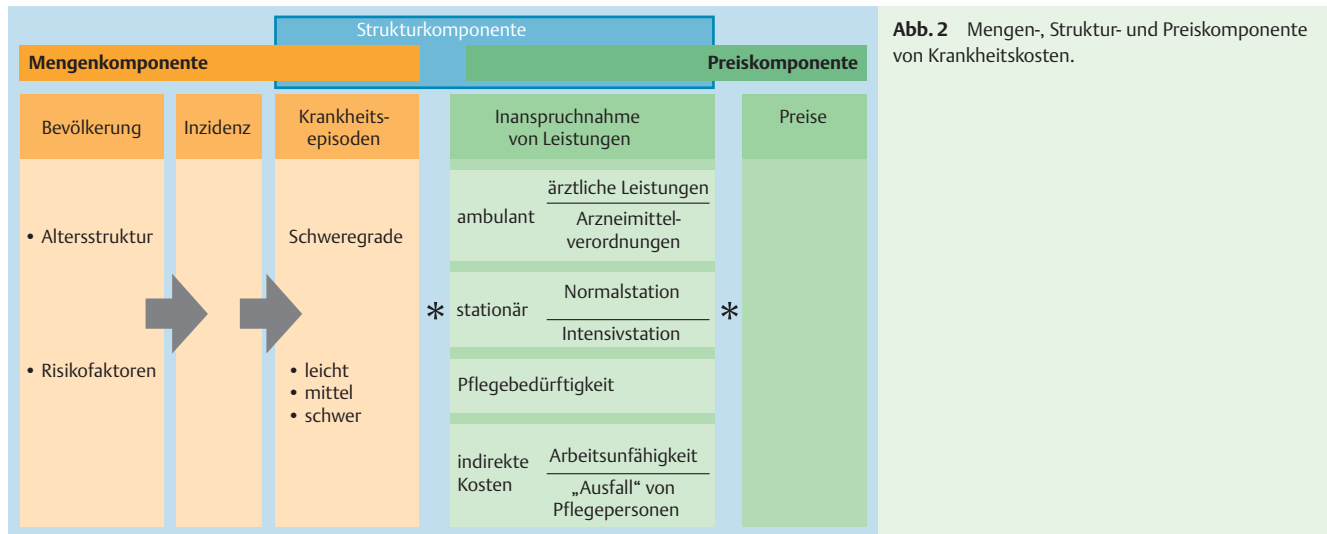 Strukturkomponente
Mengenkomponente
Preiskomponente
Bevölkerung
Inzidenz
Krankheits-
episoden
Inanspruchnahme
von Leistungen
Preise
• Altersstruktur
• Risikofaktoren
Schweregrade
• leicht
• mittel
• schwer
*
ambulant
ärztliche Leistungen
Arzneimittel-
verordnungen
stationär
Normalstation
Intensivstation
Pflegebedürftigkeit
indirekte
Kosten
Arbeitsunfähigkeit
„Ausfall“ von
Pflegepersonen
*
Abb. 2 Mengen-, Struktur- und Preiskomponente
von Krankheitskosten.